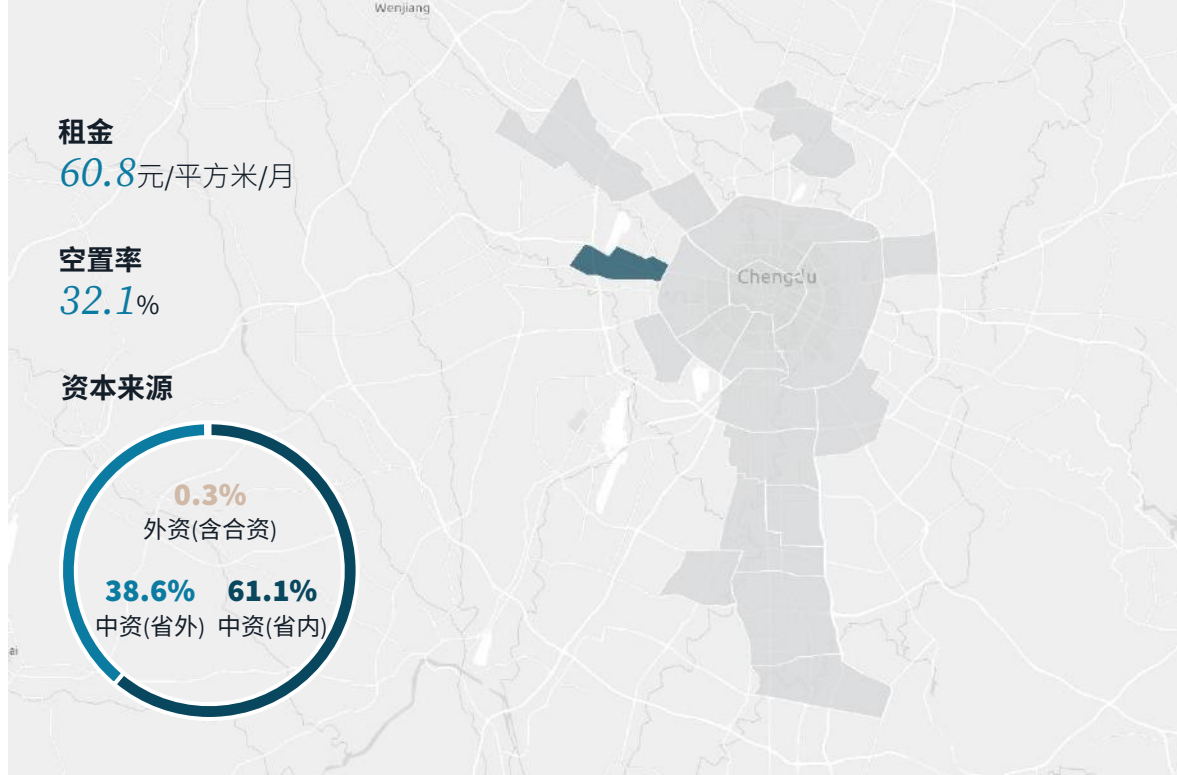 Wenjiang
租金
60.8元/平方米/月
空置率
32.1%
Chengdu
资本来源
0.3%
外资(含合资)
38.6% 61.1%
中资(省外) 中资(省内)
ai